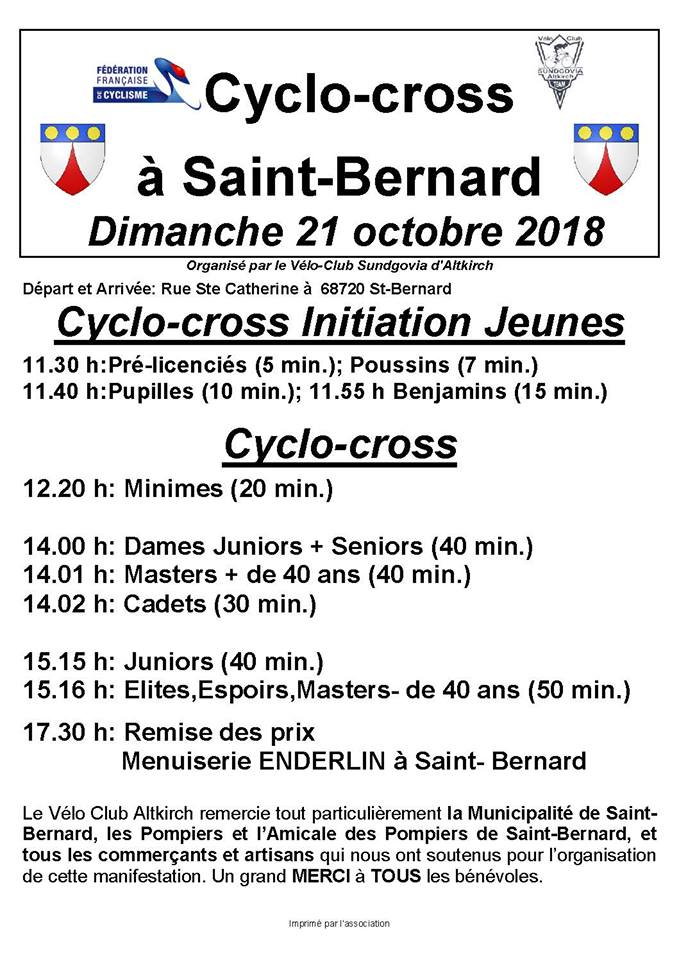 FÉDÉRATION
FRANÇAISE
DE CYCLISME
Vélo Club
SUNDGOVIA
Altkirch
Cyclo-cross
à Saint-Bernard
Dimanche 21 octobre 2018
Organisé par le Vélo-Club Sundgovia d'Altkirch
Départ et Arrivée: Rue Ste Catherine à 68720 St-Bernard
Cyclo-cross Initiation Jeunes
11.30 h:Pré-licenciés (5 min.); Poussins (7 min.)
11.40 h:Pupilles (10 min.); 11.55 h Benjamins (15 min.)
Cyclo-cross
12.20 h: Minimes (20 min.)
14.00 h: Dames Juniors + Seniors (40 min.)
14.01 h: Masters + de 40 ans (40 min.)
14.02 h: Cadets (30 min.)
15.15 h: Juniors (40 min.)
15.16 h: Elites,Espoirs,Masters- de 40 ans (50 min.)
17.30 h: Remise des prix
Menuiserie ENDERLIN à Saint- Bernard
Le Vélo Club Altkirch remercie tout particulièrement la Municipalité de Saint-
Bernard, les Pompiers et l'Amicale des Pompiers de Saint-Bernard, et
tous les commerçants et artisans qui nous ont soutenus pour l'organisation
de cette manifestation. Un grand MERCI à TOUS les bénévoles.
Imprimé par l'association